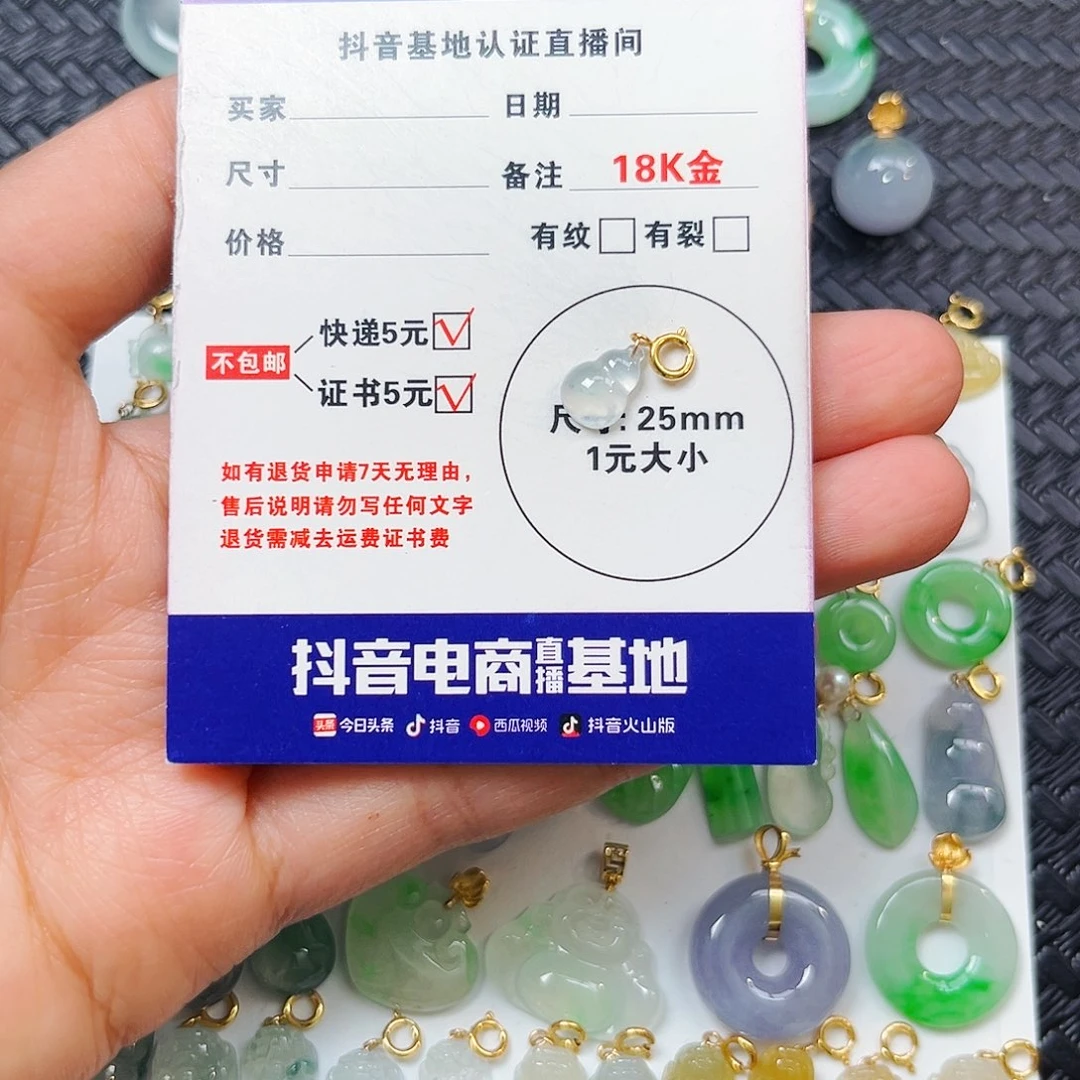 抖音基地认证直播间
买家 日期
尺寸 备注 18K金
价格 有纹 有裂
不包邮
快递5元
证书5元
尺寸: 25mm
1元大小
如有退货申请7天无理由,
售后说明请勿写任何文字
退货需减去运费证书费
抖音电商直播基地
头条 今日头条 抖音 西瓜视频 抖音火山版